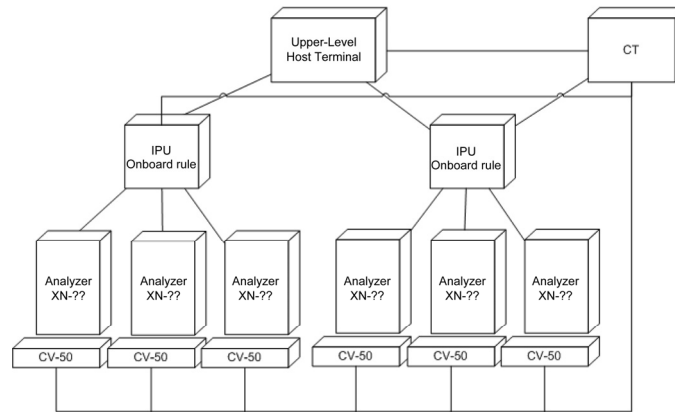 Upper-Level
Host Terminal
CT
IPU
Onboard rule
IPU
Onboard rule
Analyzer
XN-??
Analyzer
XN-??
Analyzer
XN-??
Analyzer
XN-??
Analyzer
XN-??
Analyzer
XN-??
CV-50
CV-50
CV-50
CV-50
CV-50
CV-50